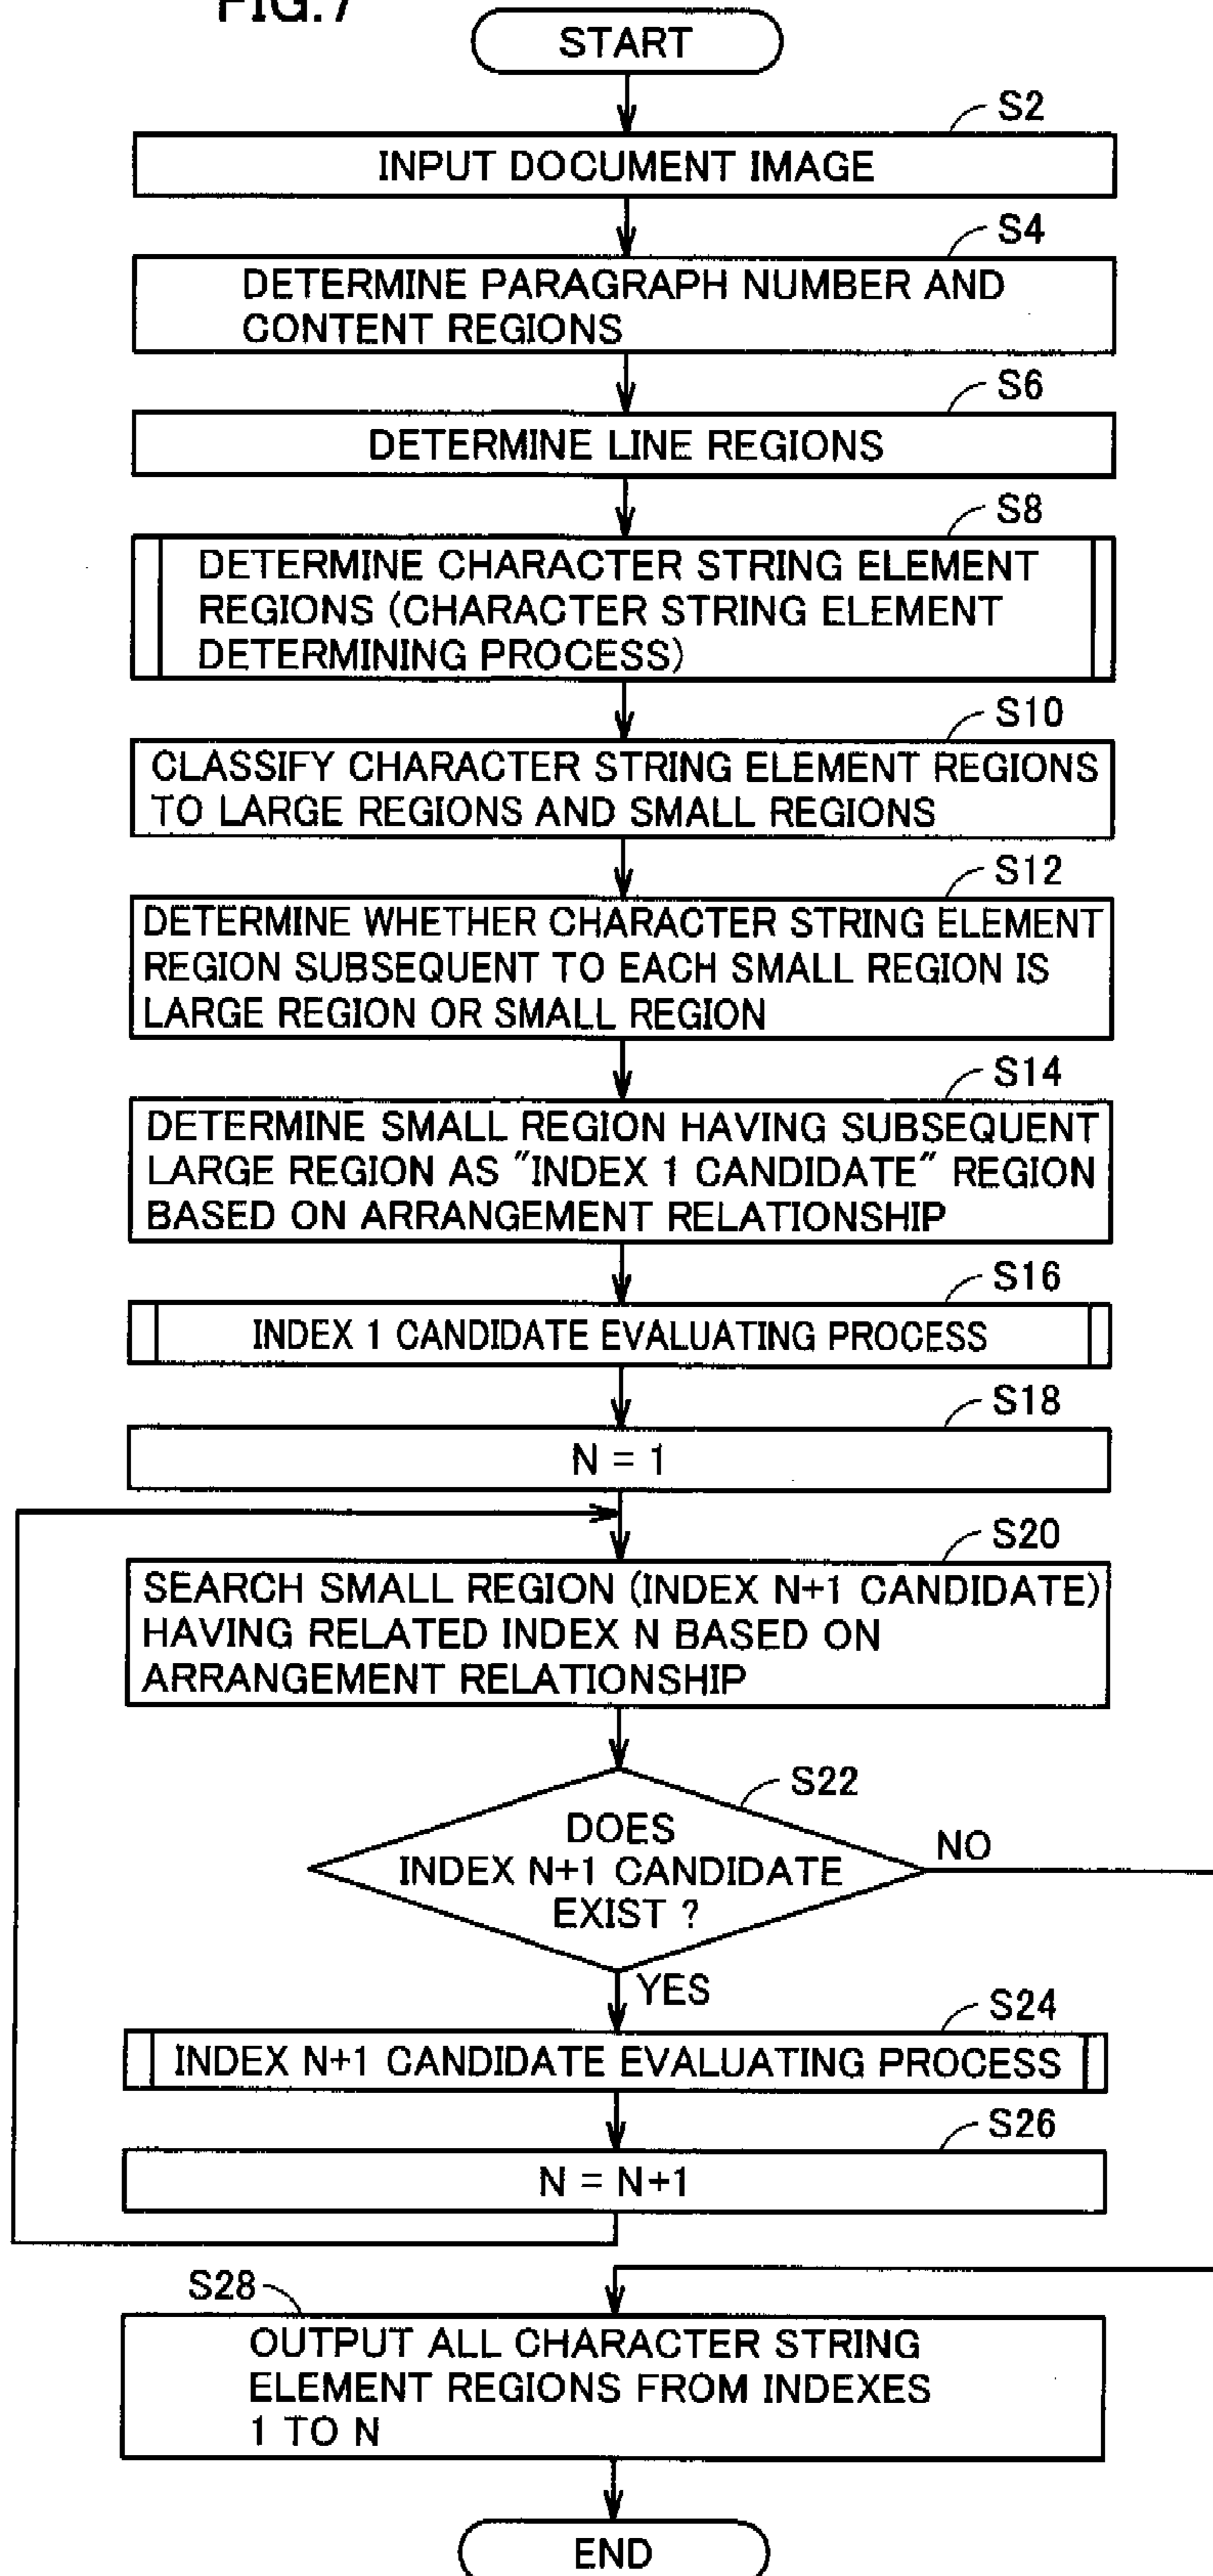 FIG.7
START
S2
INPUT DOCUMENT IMAGE
S4
DETERMINE PARAGRAPH NUMBER AND
CONTENT REGIONS
S6
DETERMINE LINE REGIONS
S8
DETERMINE CHARACTER STRING ELEMENT
REGIONS (CHARACTER STRING ELEMENT
DETERMINING PROCESS)
S10
CLASSIFY CHARACTER STRING ELEMENT REGIONS
TO LARGE REGIONS AND SMALL REGIONS
S12
DETERMINE WHETHER CHARACTER STRING ELEMENT
REGION SUBSEQUENT TO EACH SMALL REGION IS
LARGE REGION OR SMALL REGION
S14
DETERMINE SMALL REGION HAVING SUBSEQUENT
LARGE REGION AS "INDEX 1 CANDIDATE" REGION
BASED ON ARRANGEMENT RELATIONSHIP
S16
INDEX 1 CANDIDATE EVALUATING PROCESS
S18
N = 1
S20
SEARCH SMALL REGION (INDEX N+1 CANDIDATE)
HAVING RELATED INDEX N BASED ON
ARRANGEMENT RELATIONSHIP
S22
DOES
INDEX N+1 CANDIDATE
EXIST ?
NO
YES
S24
INDEX N+1 CANDIDATE EVALUATING PROCESS
S26
N = N+1
S28
OUTPUT ALL CHARACTER STRING
ELEMENT REGIONS FROM INDEXES
1 TO N
END